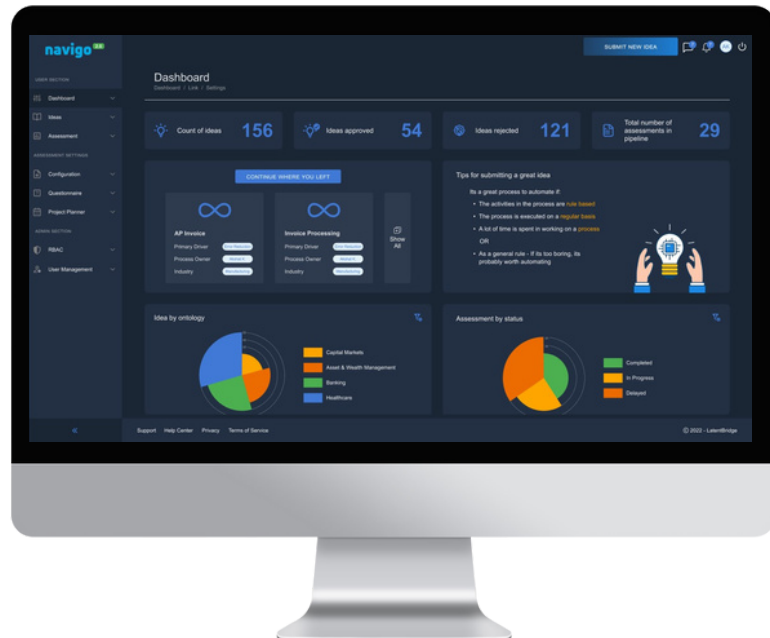 navigo
SUBMIT NEW IDEA
USER SECTION
Dashboard
Ideas
Assessment
ASSESSMENT SETTINGS
Configuration
Questionnaire
Project Planner
ADMIN SECTION
RBAC
User Management
Dashboard
Dashboard / Link / Settings
Count of ideas 156
Ideas approved 54
Ideas rejected 121
Total number of
assessments in
pipeline 29
CONTINUE WHERE YOU LEFT
AP Invoice
Primary Driver
Process Owner
Industry
Invoice Processing
Primary Driver
Process Owner
Industry
Show
All
Tips for submitting a great idea
Its a great process to automate if:
• The activities in the process are rule based
• The process is executed on a regular basis
• A lot of time is spent in working on a process
OR
• As a general rule - If its too boring, its
probably worth automating
Idea by ontology
Capital Markets
Asset & Wealth Management
Banking
Healthcare
Assessment by status
Completed
In Progress
Delayed
Support Help Center Privacy Terms of Service
© 2022 - LatentBridge